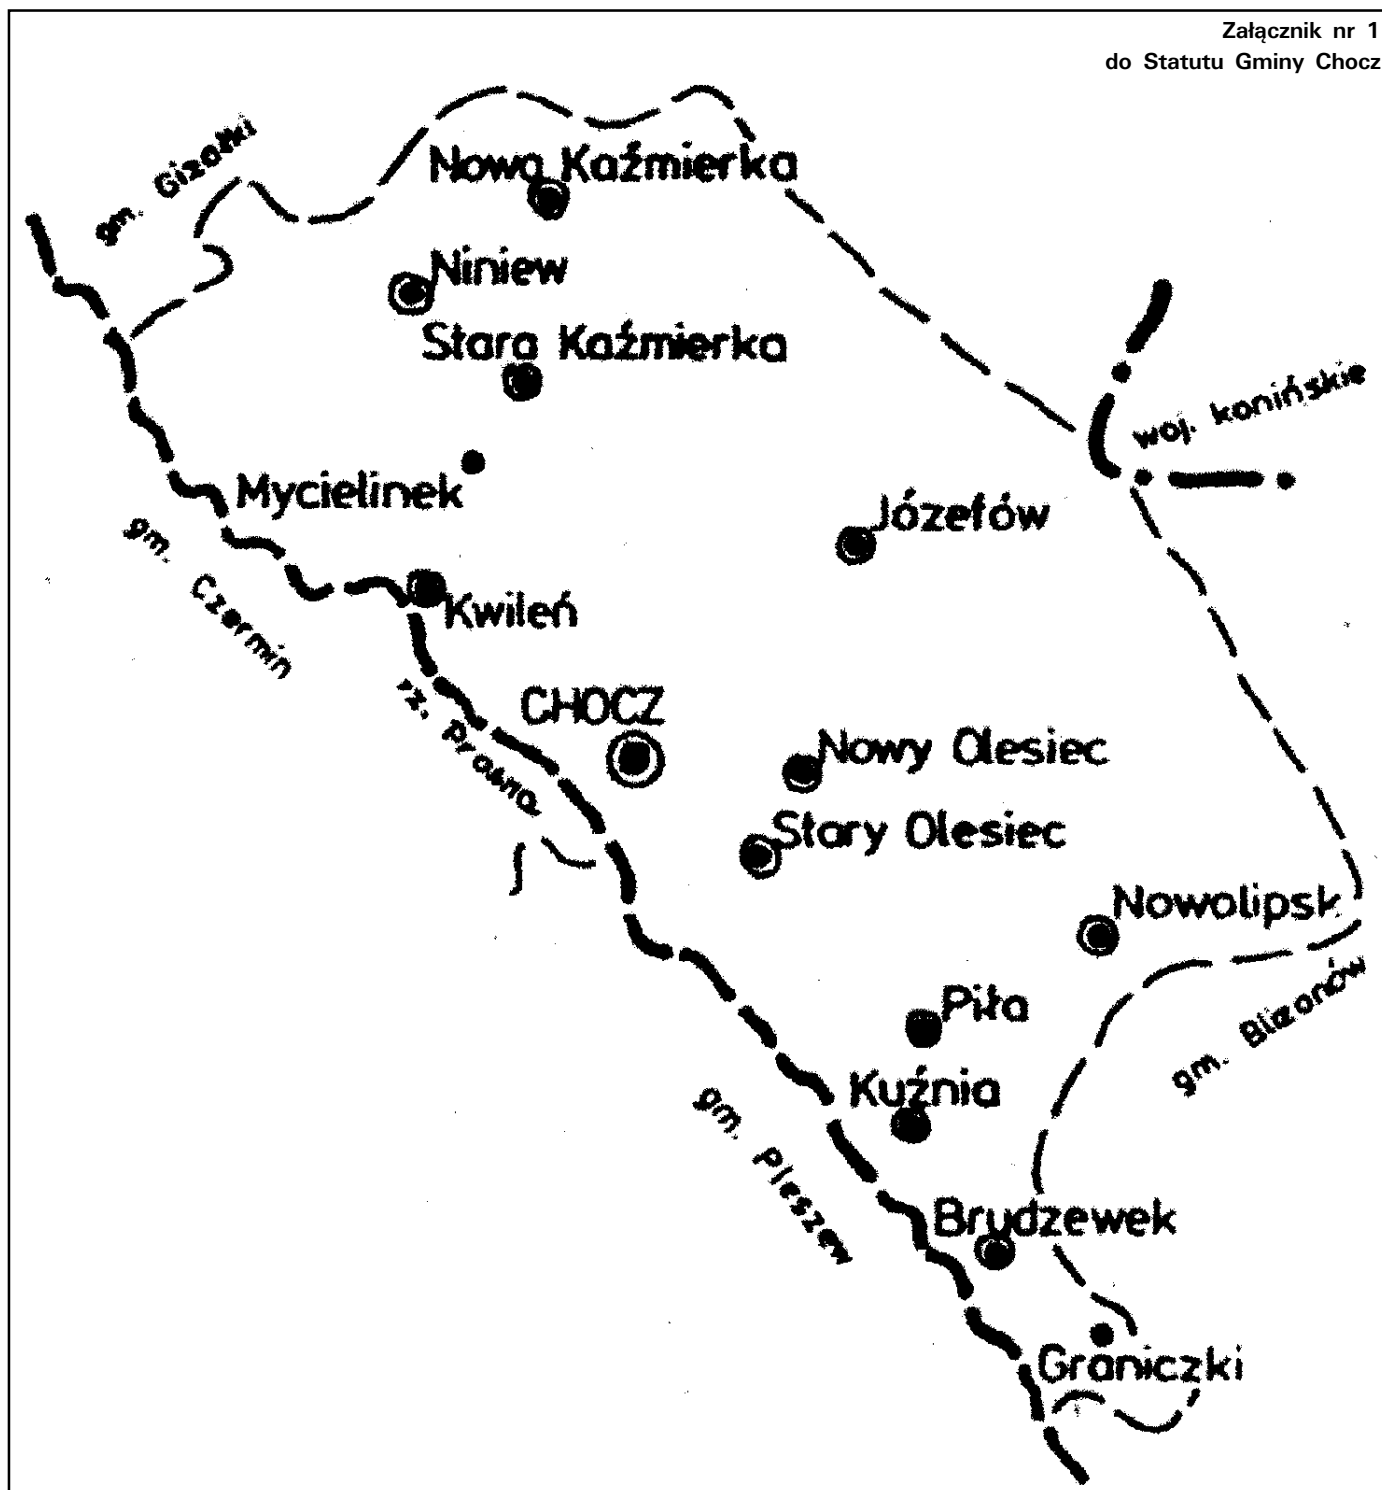 Załącznik nr 1
do Statutu Gminy Chocz
gm. Gizałki
Nowa Kaźmierka
Niniew
Stara Kaźmierka
woj. konińskie
Mycielinek
Józefów
gm. Czermin
Kwileń
rz. Prosna
CHOCZ
Nowy Olesiec
Stary Olesiec
Nowolipsk
gm. Blizanów
Piła
Kuźnia
gm. Pleszew
Brudzewek
Graniczki